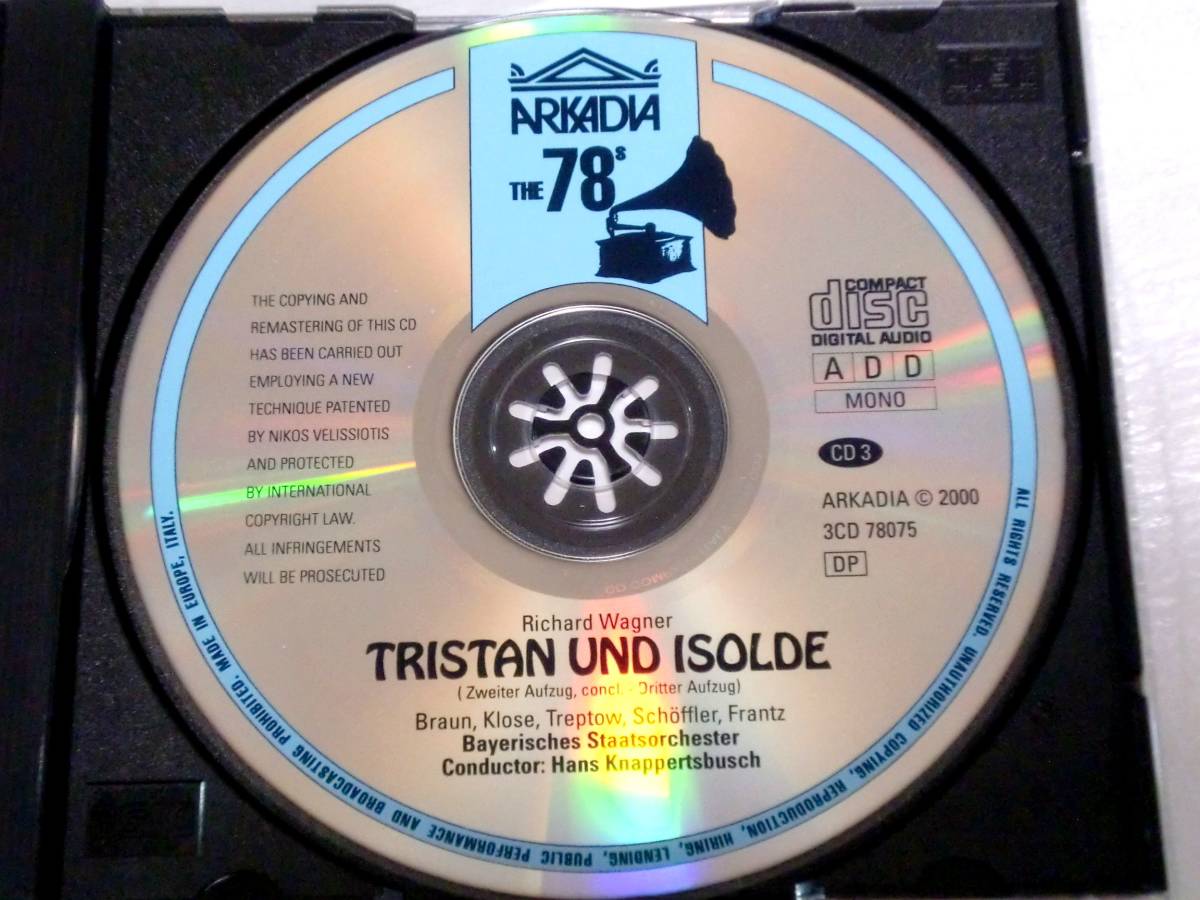 ARKADIA
THE 78s
THE COPYING AND
REMASTERING OF THIS CD
HAS BEEN CARRIED OUT
EMPLOYING A NEW
TECHNIQUE PATENTED
BY NIKOS VELISSIOTIS
AND PROTECTED
BY INTERNATIONAL
COPYRIGHT LAW.
ALL INFRINGEMENTS
WILL BE PROSECUTED
COMPACT
disc
DIGITAL AUDIO
A D D
MONO
CD 3
ARKADIA © 2000
3CD 78075
DP
Richard Wagner
TRISTAN UND ISOLDE
( Zweiter Aufzug, concl. - Dritter Aufzug)
Braun, Klose, Treptow, Schöffler, Frantz
Bayerisches Staatsorchester
Conductor: Hans Knappertsbusch
ALL RIGHTS RESERVED. UNAUTHORIZED COPYING, REPRODUCTION, HIRING, LENDING, PUBLIC PERFORMANCE AND BROADCASTING PROHIBITED. MADE IN EUROPE, ITALY.